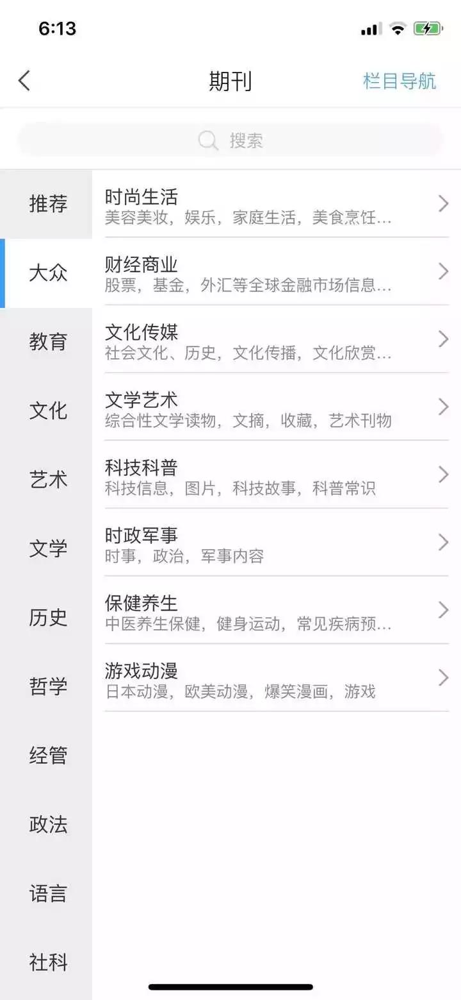 6:13
期刊
栏目导航
搜索
推荐
大众
教育
文化
艺术
文学
历史
哲学
经管
政法
语言
社科
时尚生活
美容美妆，娱乐，家庭生活，美食烹饪...
财经商业
股票，基金，外汇等全球金融市场信息...
文化传媒
社会文化、历史，文化传播，文化欣赏...
文学艺术
综合性文学读物，文摘，收藏，艺术刊物
科技科普
科技信息，图片，科技故事，科普常识
时政军事
时事，政治，军事内容
保健养生
中医养生保健，健身运动，常见疾病预...
游戏动漫
日本动漫，欧美动漫，爆笑漫画，游戏